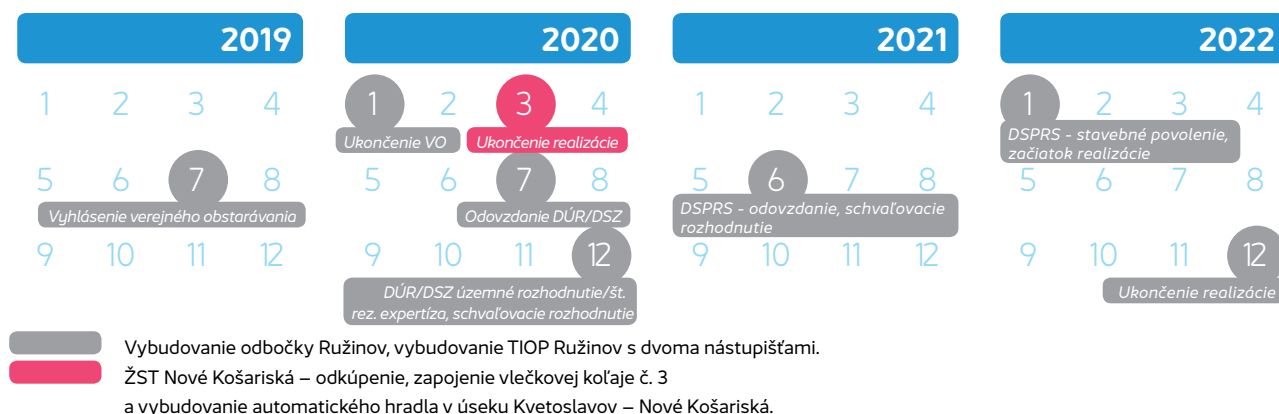 2019
1 2 3 4
5 6 7 8
Vyhlásenie verejného obstarávania
9 10 11 12
2020
1 2 3 4
Ukončenie VO
Ukončenie realizácie
5 6 7 8
Odovzdanie DÚR/DSZ
9 10 11 12
DÚR/DSZ územné rozhodnutie/št.
rez. expertíza, schvaľovacie rozhodnutie
2021
1 2 3 4
5 6 7 8
DSPRS - odovzdanie, schvaľovacie
rozhodnutie
9 10 11 12
2022
1 2 3 4
DSPRS - stavebné povolenie,
začiatok realizácie
5 6 7 8
9 10 11 12
Ukončenie realizácie
Vybudovanie odbočky Ružinov, vybudovanie TIOP Ružinov s dvoma nástupišťami.
ŽST Nové Košariská – odkúpenie, zapojenie vlečkovej koľaje č. 3
a vybudovanie automatického hradla v úseku Kvetoslavov – Nové Košariská.